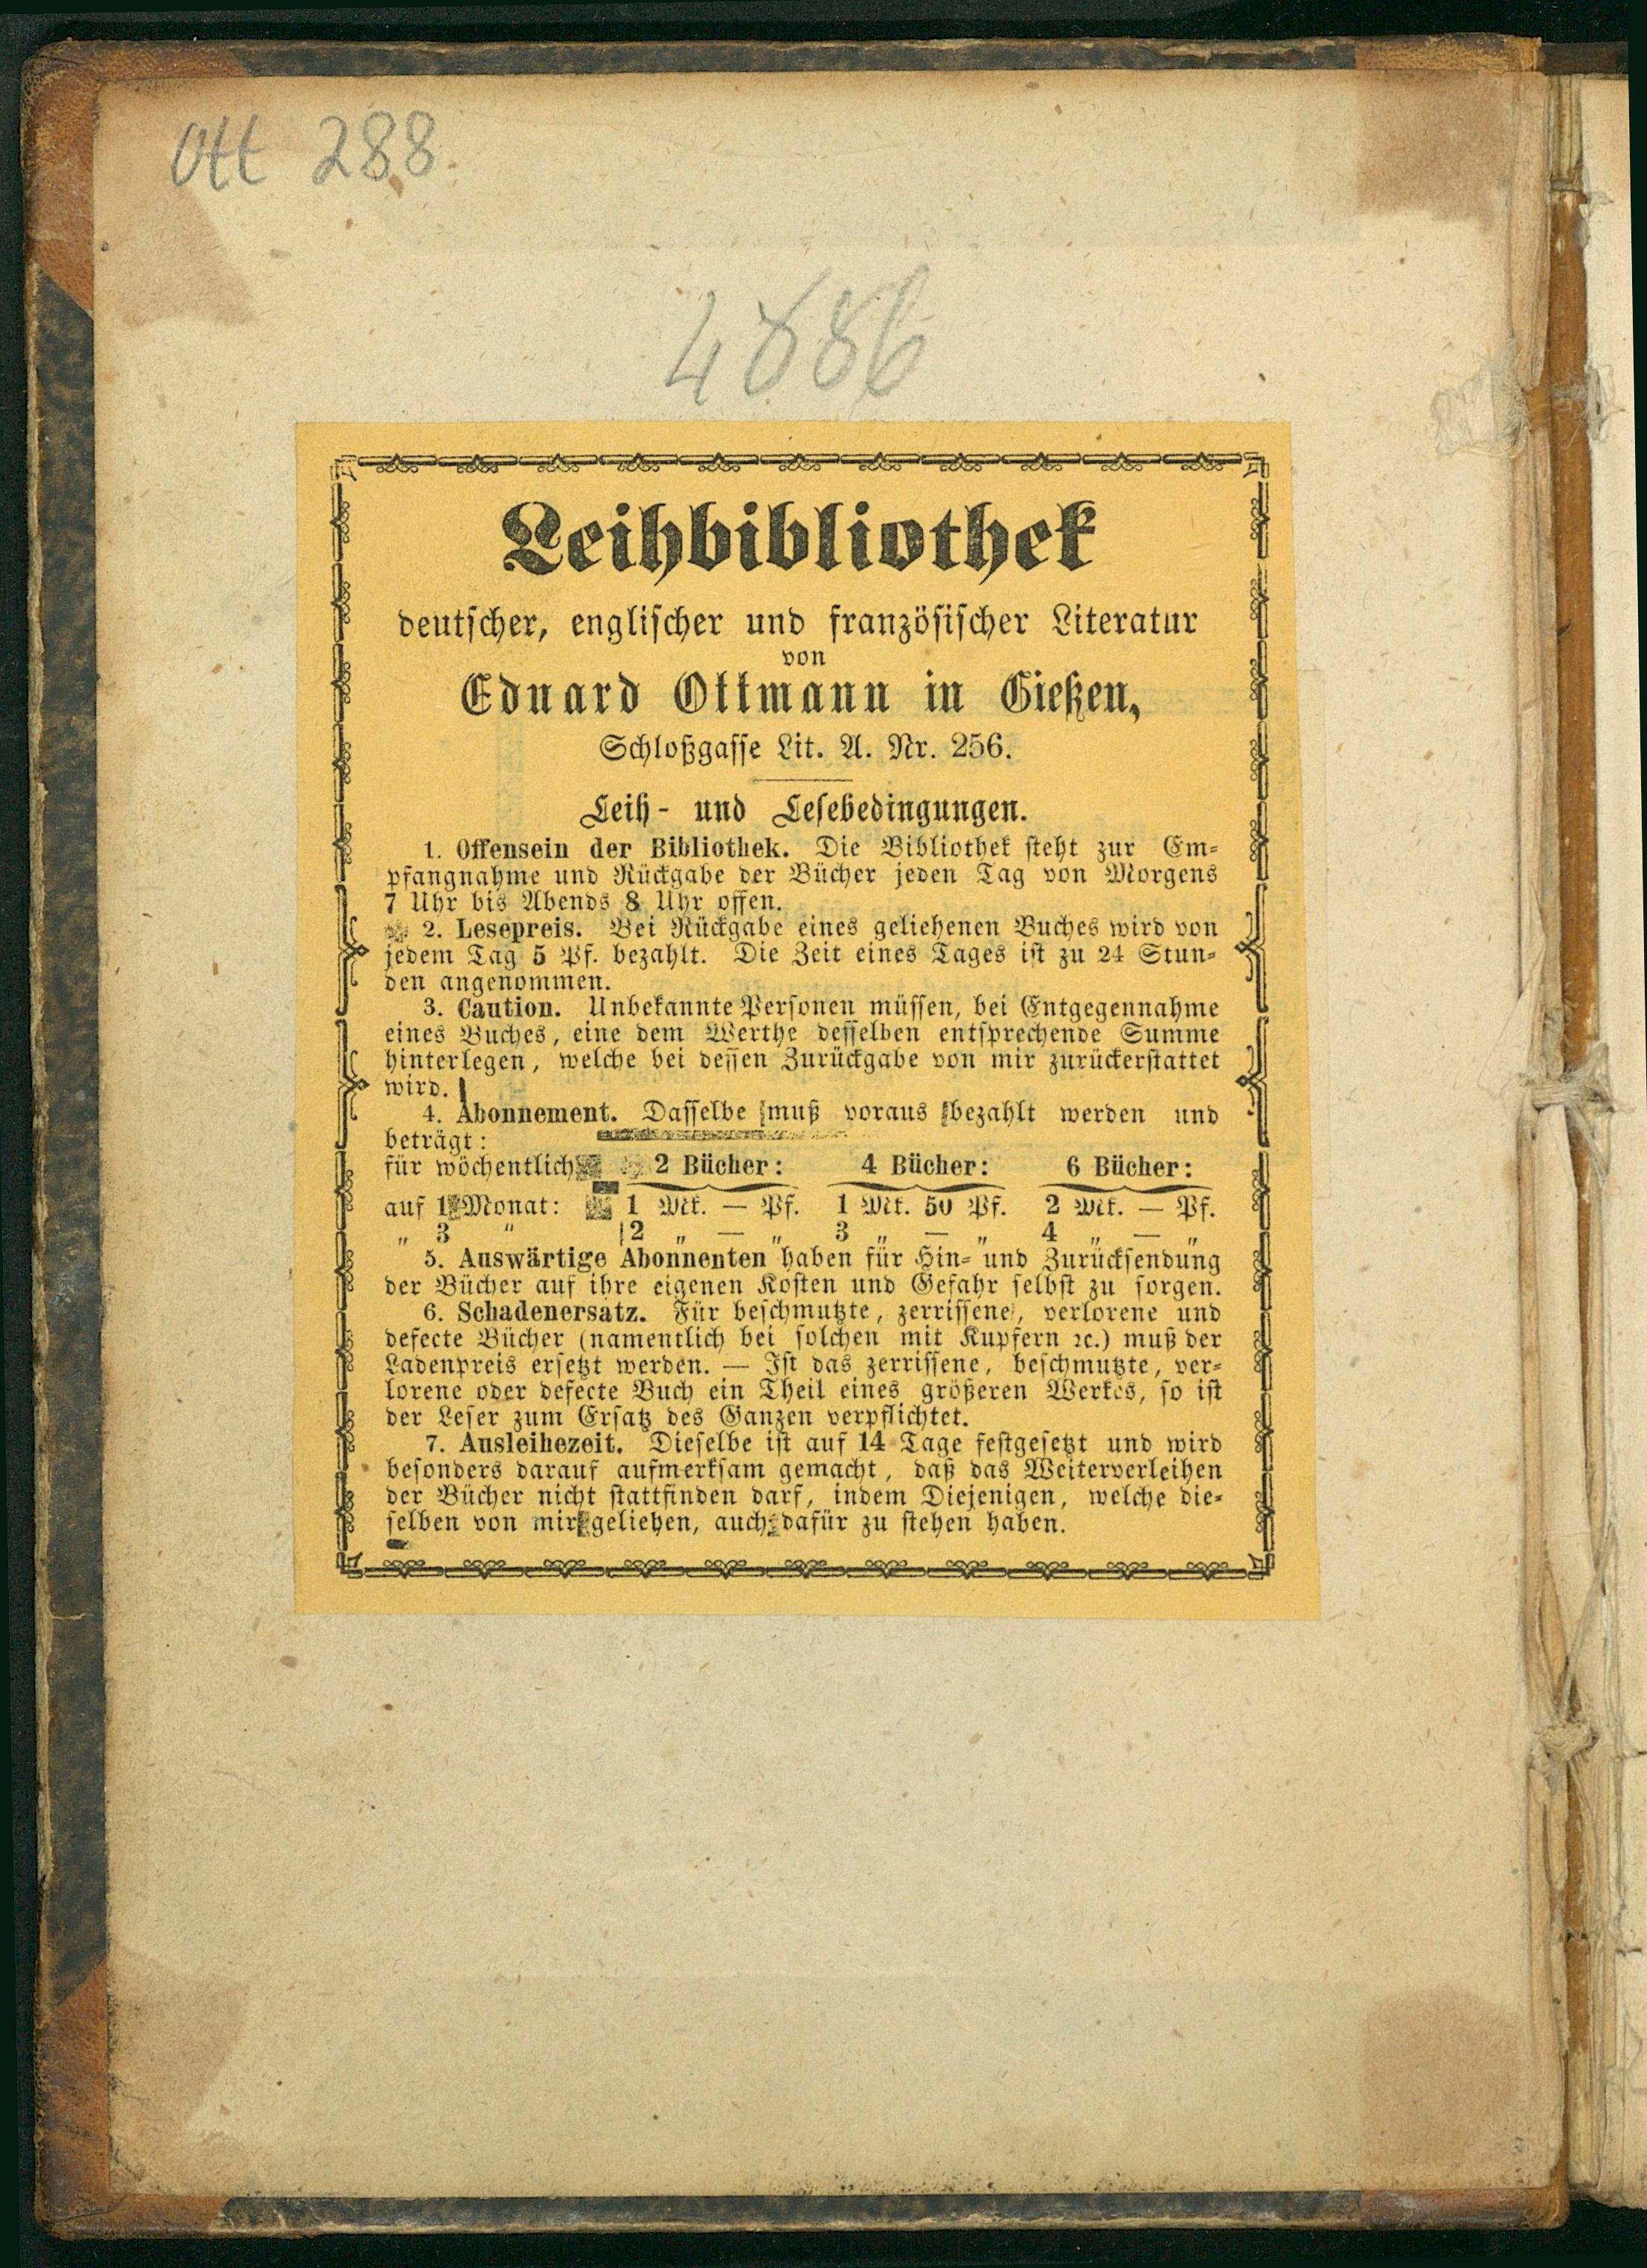 Ott 288
4886
Leihbibliothek
deutscher, englischer und französischer Literatur
von
Eduard Ottmann in Gießen,
Schloßgasse Lit. A. Nr. 256.
Leih- und Lesebedingungen.
1. Offensein der Bibliothek. Die Bibliothek steht zur Em-
pfangnahme und Rückgabe der Bücher jeden Tag von Morgens
7 Uhr bis Abends 8 Uhr offen.
2. Lesepreis. Bei Rückgabe eines geliehenen Buches wird von
jedem Tag 5 Pf. bezahlt. Die Zeit eines Tages ist zu 24 Stun-
den angenommen.
3. Caution. Unbekannte Personen müssen, bei Entgegennahme
eines Buches, eine dem Werthe desselben entsprechende Summe
hinterlegen, welche bei dessen Zurückgabe von mir zurückerstattet
wird.
4. Abonnement. Dasselbe muß voraus bezahlt werden und
beträgt:
für wöchentlich 2 Bücher: 4 Bücher: 6 Bücher:
auf 1 Monat: 1 Mk. — Pf. 1 Mk. 50 Pf. 2 Mk. — Pf.
„ 3 „ 2 „ — „ 3 „ — „ 4 „ — „
5. Auswärtige Abonnenten haben für Hin- und Zurücksendung
der Bücher auf ihre eigenen Kosten und Gefahr selbst zu sorgen.
6. Schadenersatz. Für beschmutzte, zerrissene, verlorene und
defecte Bücher (namentlich bei solchen mit Kupfern ꝛc.) muß der
Ladenpreis ersetzt werden. — Ist das zerrissene, beschmutzte, ver-
lorene oder defecte Buch ein Theil eines größeren Werkes, so ist
der Leser zum Ersatz des Ganzen verpflichtet.
7. Ausleihezeit. Dieselbe ist auf 14 Tage festgesetzt und wird
besonders darauf aufmerksam gemacht, daß das Weiterverleihen
der Bücher nicht stattfinden darf, indem Diejenigen, welche die-
selben von mir geliehen, auch dafür zu stehen haben.